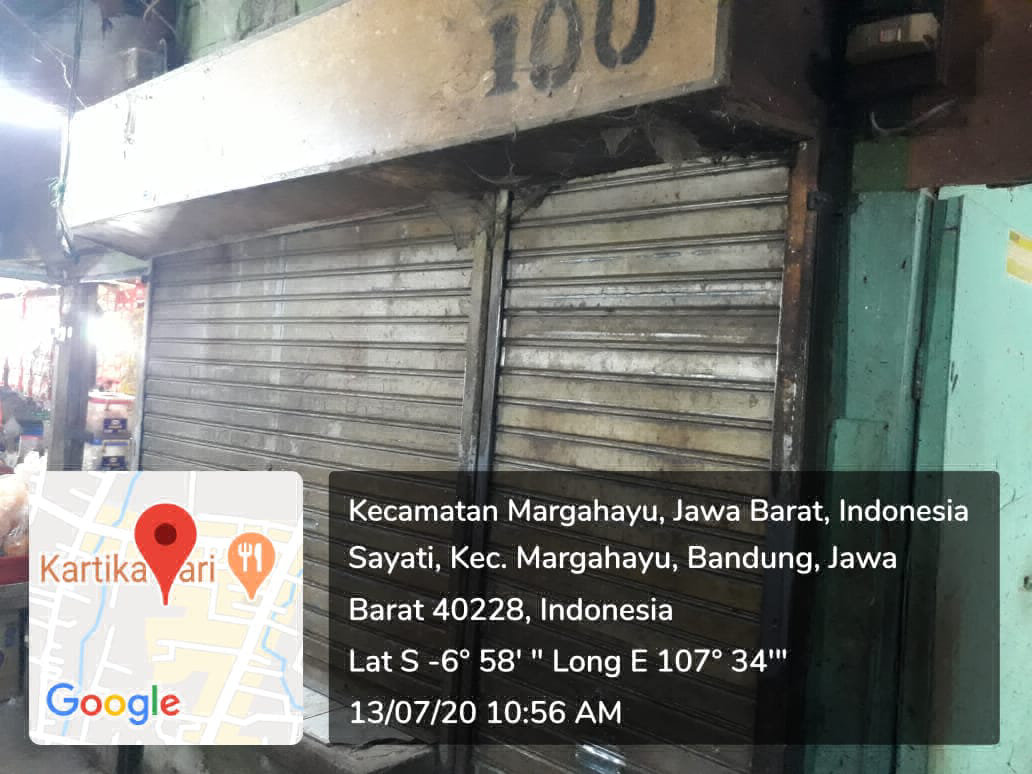 100
Kartika Sari
Google
Kecamatan Margahayu, Jawa Barat, Indonesia
Sayati, Kec. Margahayu, Bandung, Jawa
Barat 40228, Indonesia
Lat S -6° 58' " Long E 107° 34'"
13/07/20 10:56 AM